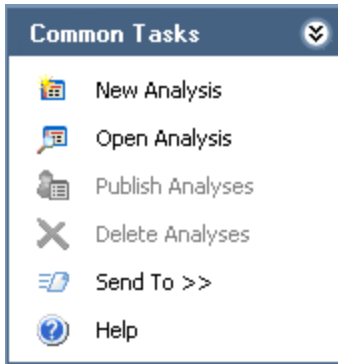 Common Tasks
New Analysis
Open Analysis
Publish Analyses
Delete Analyses
Send To >>
Help